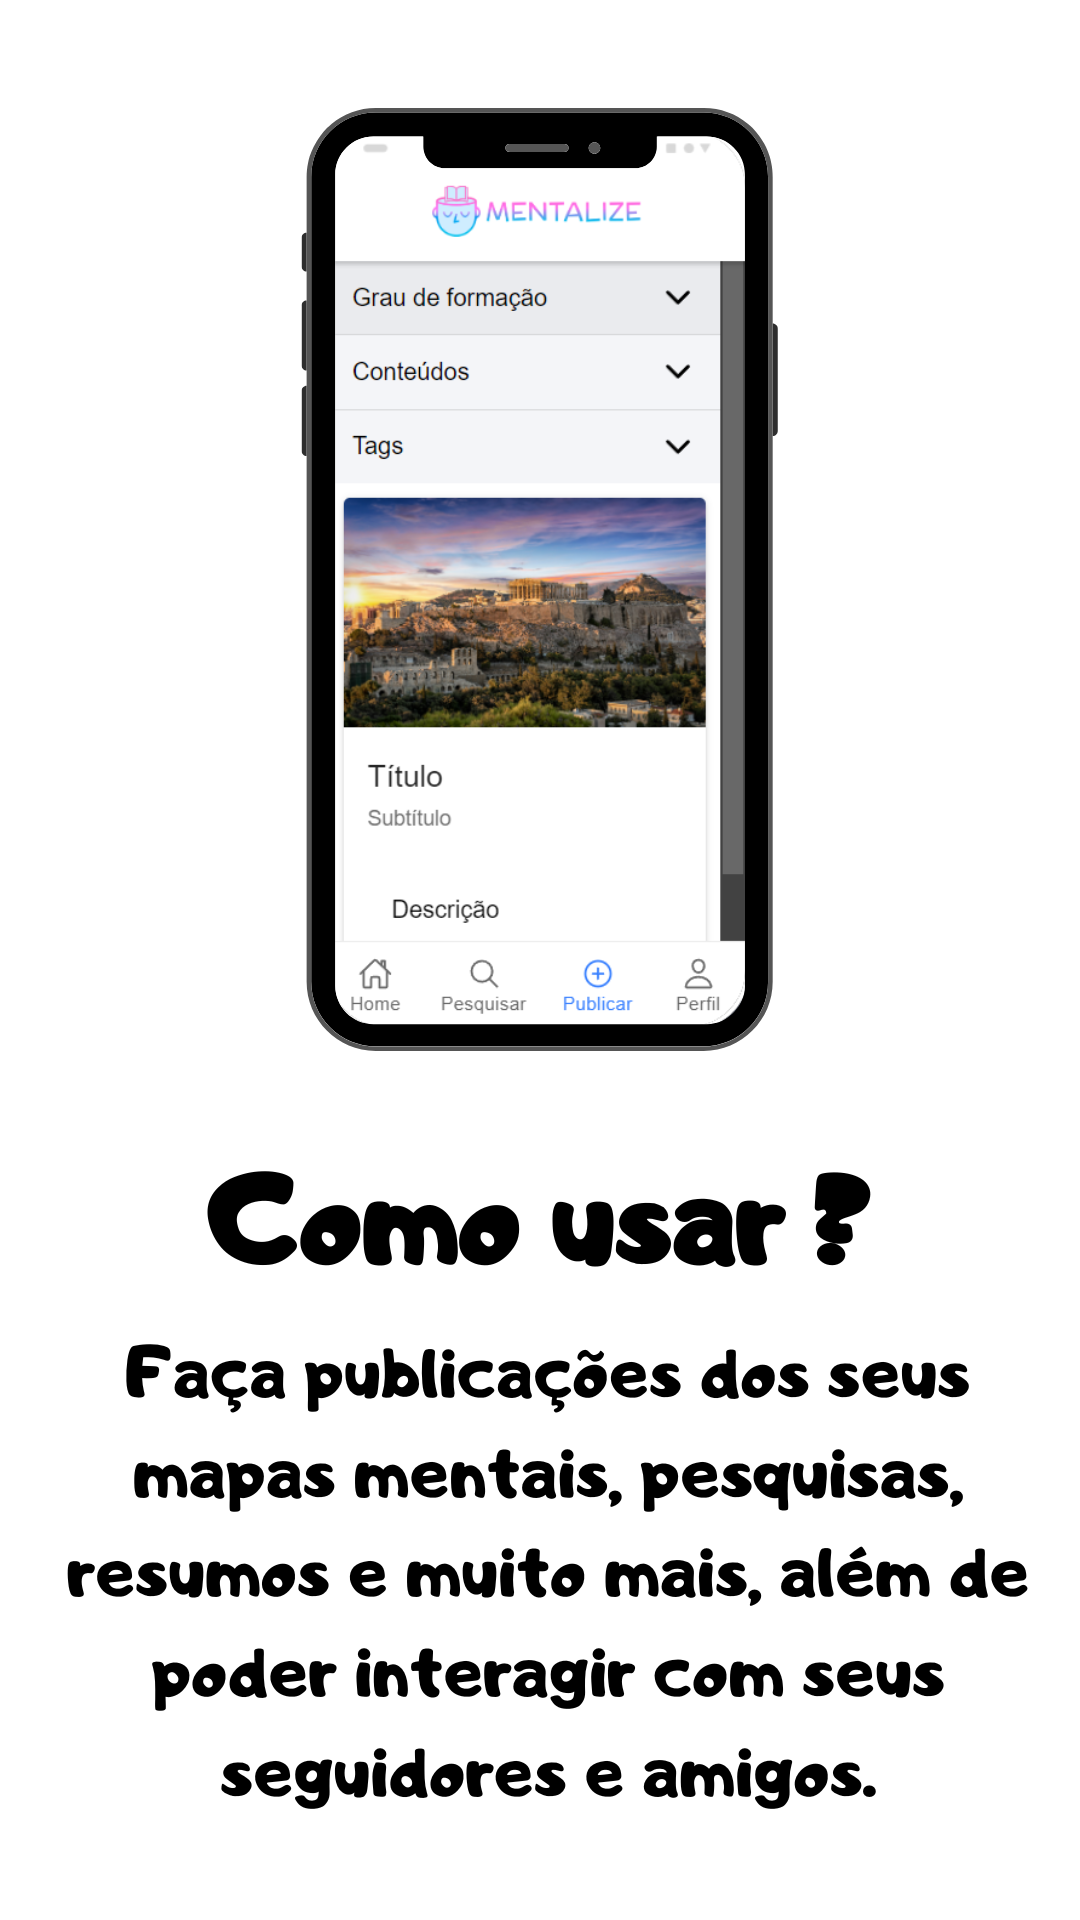 MENTALIZE
Grau de formação
Conteúdos
Tags
Título
Subtítulo
Descrição
Home Pesquisar Publicar Perfil
Como usar ?
Faça publicações dos seus
mapas mentais, pesquisas,
resumos e muito mais, além de
poder interagir com seus
seguidores e amigos.